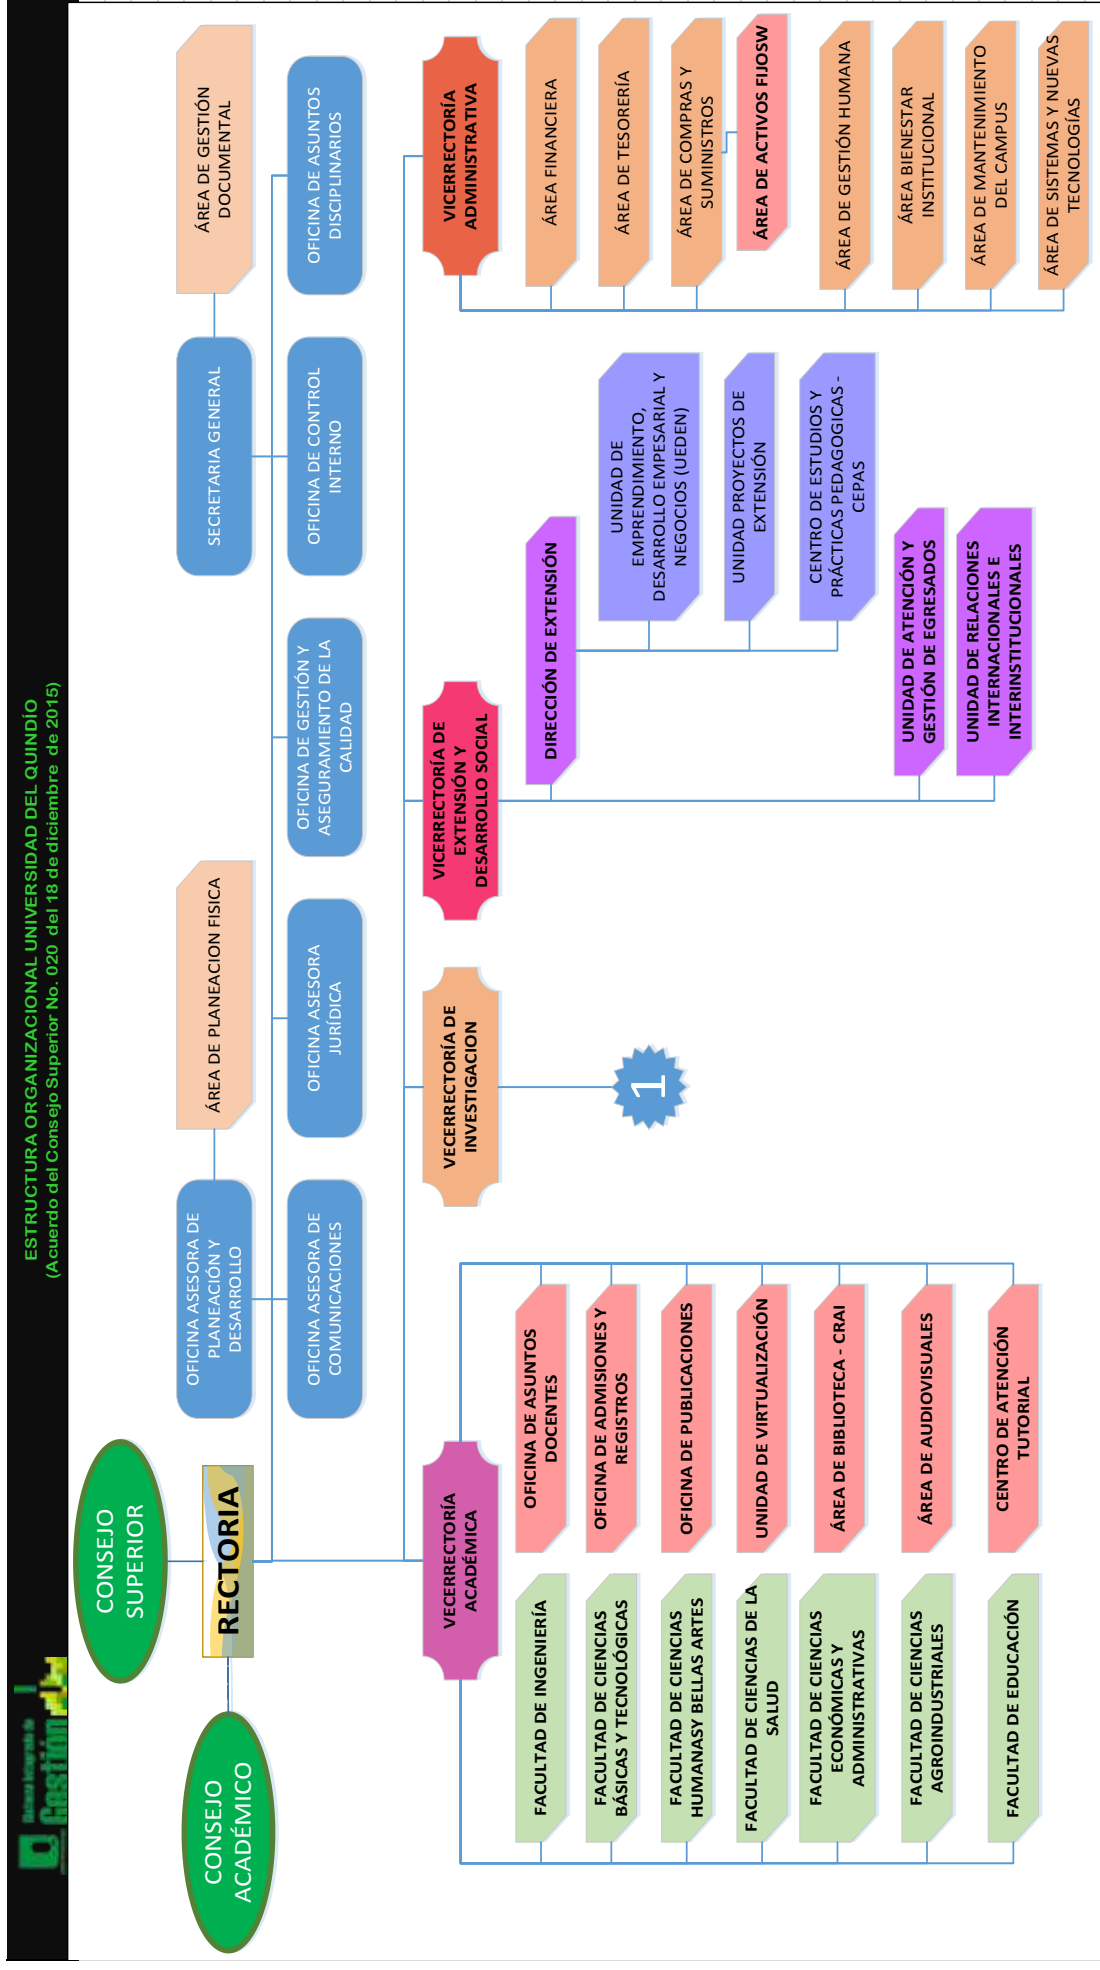 ESTRUCTURA ORGANIZACIONAL UNIVERSIDAD DEL QUINDÍO
(Acuerdo del Consejo Superior No. 020 del 18 de diciembre de 2015)
Sistema Integrado de
Gestión
CONSEJO
SUPERIOR
CONSEJO
ACADÉMICO
RECTORIA
OFICINA ASESORA DE
PLANEACIÓN Y
DESARROLLO
ÁREA DE PLANEACION FISICA
SECRETARIA GENERAL
ÁREA DE GESTIÓN
DOCUMENTAL
OFICINA ASESORA DE
COMUNICACIONES
OFICINA ASESORA
JURÍDICA
OFICINA DE GESTIÓN Y
ASEGURAMIENTO DE LA
CALIDAD
OFICINA DE CONTROL
INTERNO
OFICINA DE ASUNTOS
DISCIPLINARIOS
VECERRECTORÍA
ACADÉMICA
VECERRECTORÍA DE
INVESTIGACION
VICERRECTORÍA DE
EXTENSIÓN Y
DESARROLLO SOCIAL
VICERRECTORÍA
ADMINISTRATIVA
FACULTAD DE INGENIERÍA
FACULTAD DE CIENCIAS
BÁSICAS Y TECNOLÓGICAS
FACULTAD DE CIENCIAS
HUMANASY BELLAS ARTES
FACULTAD DE CIENCIAS DE LA
SALUD
FACULTAD DE CIENCIAS
ECONÓMICAS Y
ADMINISTRATIVAS
FACULTAD DE CIENCIAS
AGROINDUSTRIALES
FACULTAD DE EDUCACIÓN
OFICINA DE ASUNTOS
DOCENTES
OFICINA DE ADMISIONES Y
REGISTROS
OFICINA DE PUBLICACIONES
UNIDAD DE VIRTUALIZACIÓN
ÁREA DE BIBLIOTECA - CRAI
ÁREA DE AUDIOVISUALES
CENTRO DE ATENCIÓN
TUTORIAL
1
DIRECCIÓN DE EXTENSIÓN
UNIDAD DE
EMPRENDIMIENTO,
DESARROLLO EMPESARIAL Y
NEGOCIOS (UEDEN)
UNIDAD PROYECTOS DE
EXTENSIÓN
CENTRO DE ESTUDIOS Y
PRÁCTICAS PEDAGOGICAS -
CEPAS
UNIDAD DE ATENCIÓN Y
GESTIÓN DE EGRESADOS
UNIDAD DE RELACIONES
INTERNACIONALES E
INTERINSTITUCIONALES
ÁREA FINANCIERA
ÁREA DE TESORERÍA
ÁREA DE COMPRAS Y
SUMINISTROS
ÁREA DE ACTIVOS FIJOSW
ÁREA DE GESTIÓN HUMANA
ÁREA BIENESTAR
INSTITUCIONAL
ÁREA DE MANTENIMIENTO
DEL CAMPUS
ÁREA DE SISTEMAS Y NUEVAS
TECNOLOGÍAS